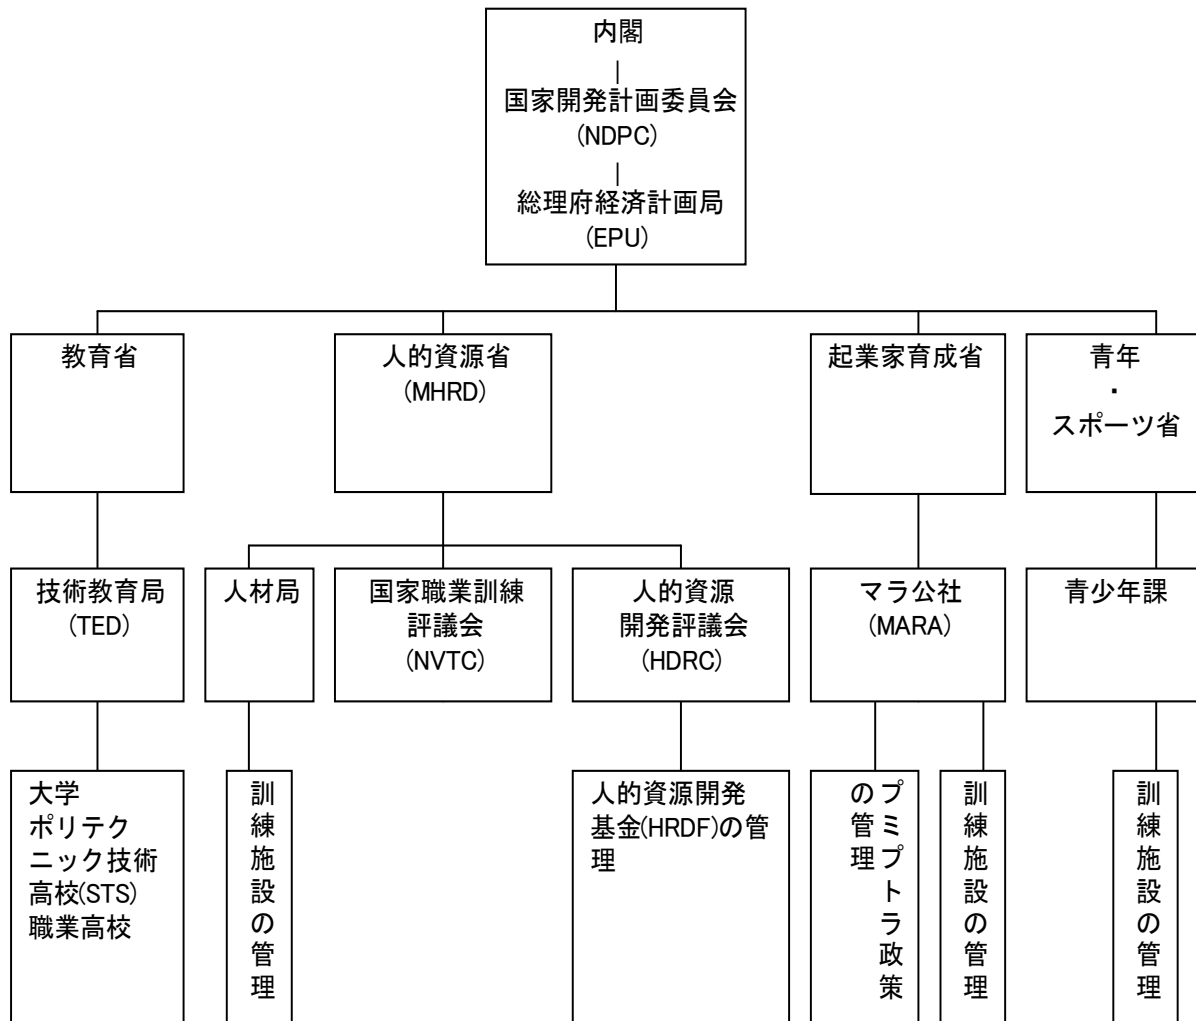 内閣
国家開発計画委員会
(NDPC)
総理府経済計画局
(EPU)
教育省
人的資源省
(MHRD)
起業家育成省
青年
・
スポーツ省
技術教育局
(TED)
人材局
国家職業訓練
評議会
(NVTC)
人的資源
開発評議会
(HDRC)
マラ公社
(MARA)
青少年課
大学
ポリテク
ニック技術
高校(STS)
職業高校
訓練施設の管理
人的資源開発
基金(HRDF)の管
理
プミプトラ政策
の管理
訓練施設の管理
訓練施設の管理